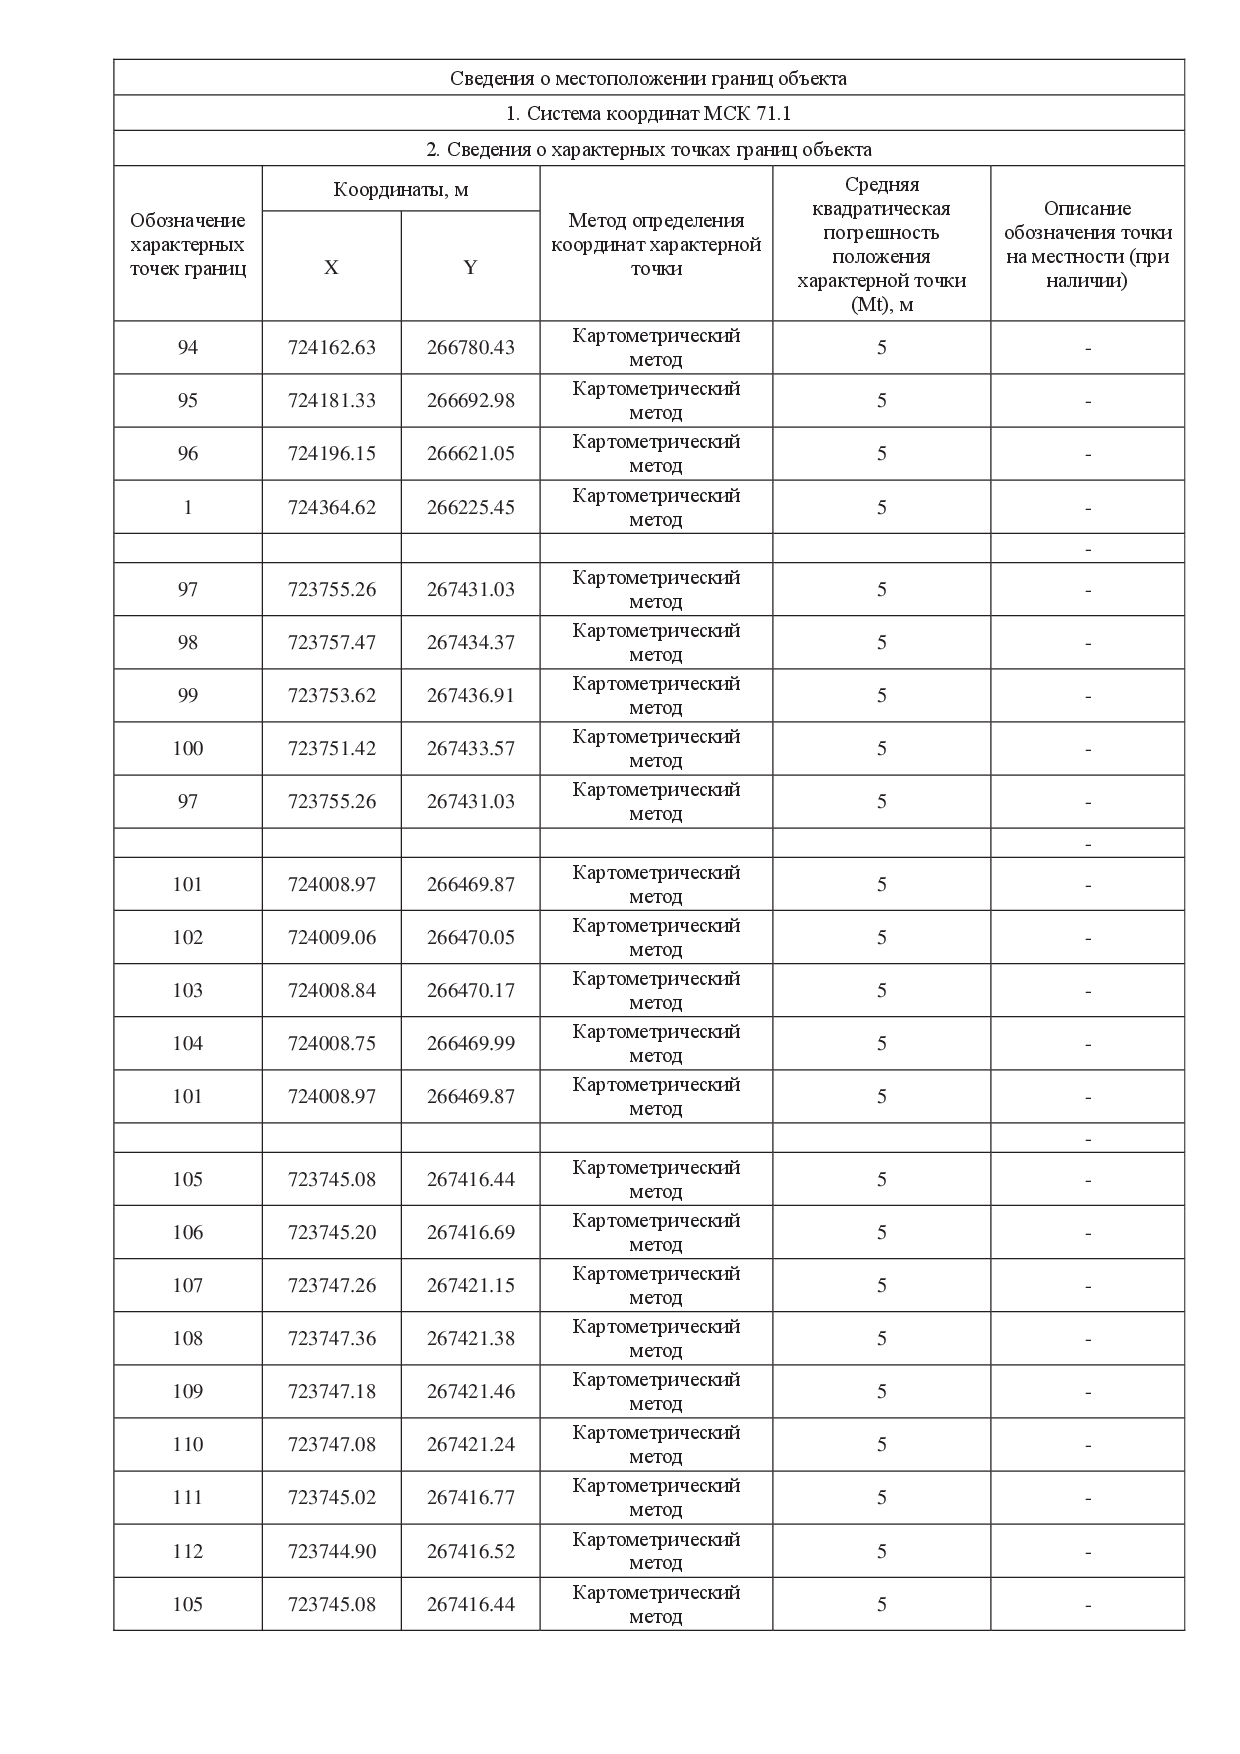 Сведения о местоположении границ объекта
1. Система координат МСК 71.1
2. Сведения о характерных точках границ объекта
Обозначение
характерных
точек границ
Координаты, м
X
Y
Метод определения
координат характерной
точки
Средняя
квадратическая
погрешность
положения
характерной точки
(Mt), м
Описание
обозначения точки
на местности (при
наличии)
94 724162.63 266780.43 Картометрический
метод 5 -
95 724181.33 266692.98 Картометрический
метод 5 -
96 724196.15 266621.05 Картометрический
метод 5 -
1 724364.62 266225.45 Картометрический
метод 5 -
-
97 723755.26 267431.03 Картометрический
метод 5 -
98 723757.47 267434.37 Картометрический
метод 5 -
99 723753.62 267436.91 Картометрический
метод 5 -
100 723751.42 267433.57 Картометрический
метод 5 -
97 723755.26 267431.03 Картометрический
метод 5 -
-
101 724008.97 266469.87 Картометрический
метод 5 -
102 724009.06 266470.05 Картометрический
метод 5 -
103 724008.84 266470.17 Картометрический
метод 5 -
104 724008.75 266469.99 Картометрический
метод 5 -
101 724008.97 266469.87 Картометрический
метод 5 -
-
105 723745.08 267416.44 Картометрический
метод 5 -
106 723745.20 267416.69 Картометрический
метод 5 -
107 723747.26 267421.15 Картометрический
метод 5 -
108 723747.36 267421.38 Картометрический
метод 5 -
109 723747.18 267421.46 Картометрический
метод 5 -
110 723747.08 267421.24 Картометрический
метод 5 -
111 723745.02 267416.77 Картометрический
метод 5 -
112 723744.90 267416.52 Картометрический
метод 5 -
105 723745.08 267416.44 Картометрический
метод 5 -